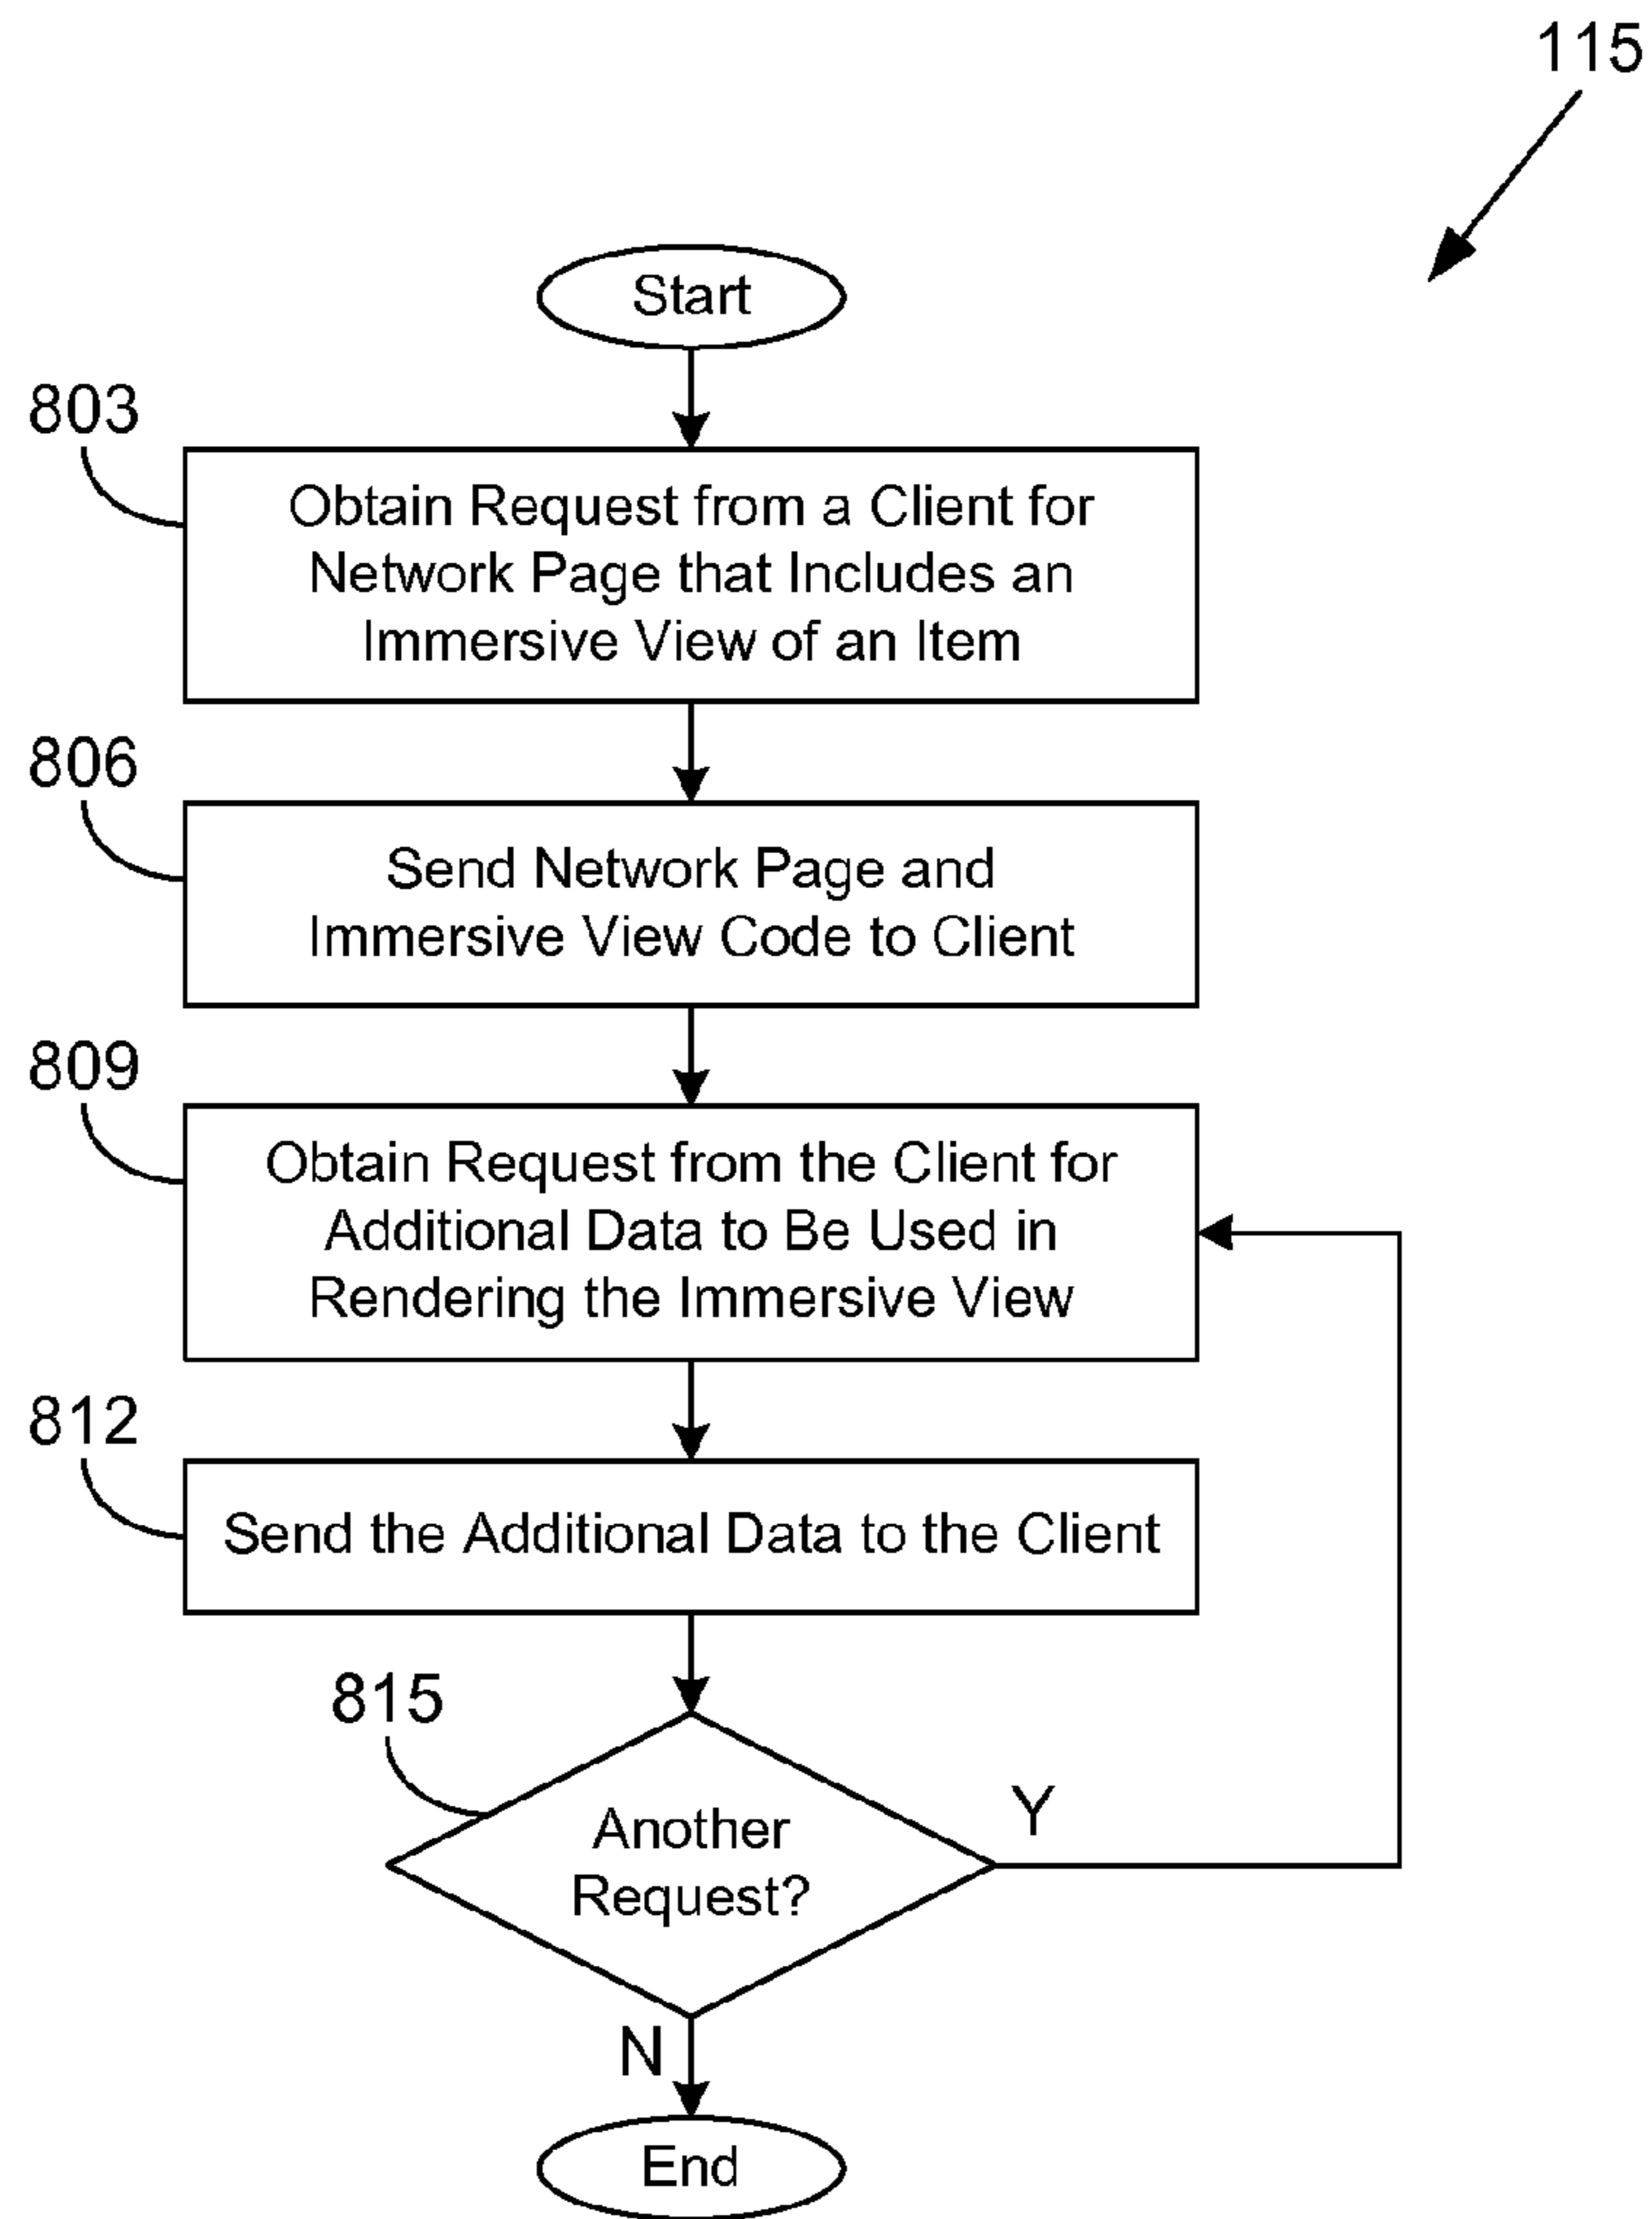 115
Start
803
Obtain Request from a Client for
Network Page that Includes an
Immersive View of an Item
806
Send Network Page and
Immersive View Code to Client
809
Obtain Request from the Client for
Additional Data to Be Used in
Rendering the Immersive View
812
Send the Additional Data to the Client
815
Another
Request?
Y
N
End